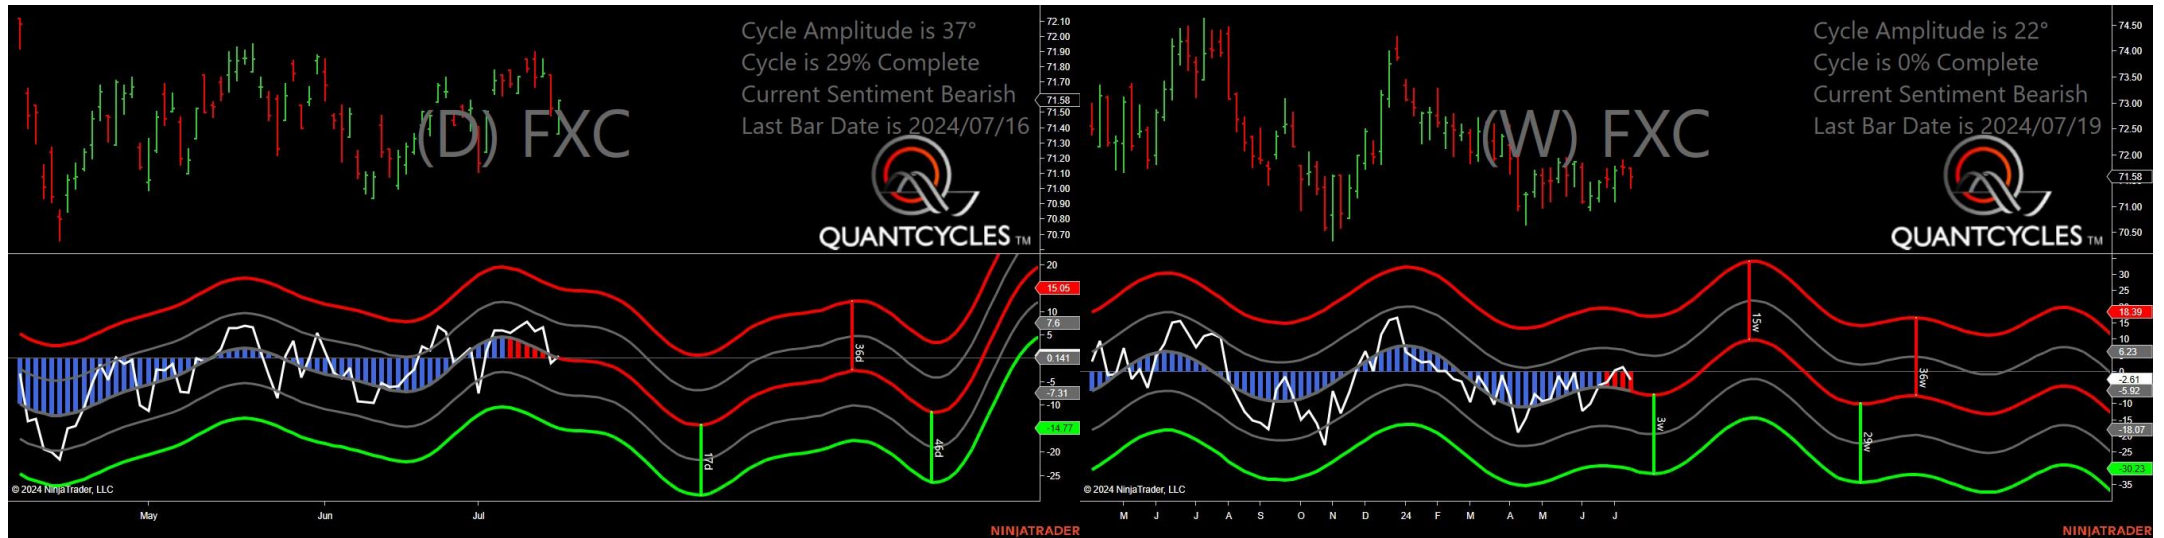 Cycle Amplitude is 37°
Cycle is 29% Complete
Current Sentiment Bearish
Last Bar Date is 2024/07/16
(D) FXC
QUANTCYCLES TM
72.10
72.00
71.90
71.80
71.70
71.58
71.50
71.40
71.30
71.20
71.10
71.00
70.90
70.80
70.70
20
15.05
10
7.6
5
0.141
-5
-7.31
-10
-14.77
-20
-25
36d
17d
46d
© 2024 NinjaTrader, LLC
May
Jun
Jul
NINJATRADER
Cycle Amplitude is 22°
Cycle is 0% Complete
Current Sentiment Bearish
Last Bar Date is 2024/07/19
(W) FXC
QUANTCYCLES TM
74.50
74.00
73.50
73.00
72.50
72.00
71.58
71.00
70.50
30
25
18.39
15
10
6.23
0
-2.61
-5.92
-10
-15
-18.07
-25
-30.23
-35
15w
36w
3w
29w
© 2024 NinjaTrader, LLC
M
J
J
A
S
O
N
D
24
F
M
A
M
J
J
NINJATRADER